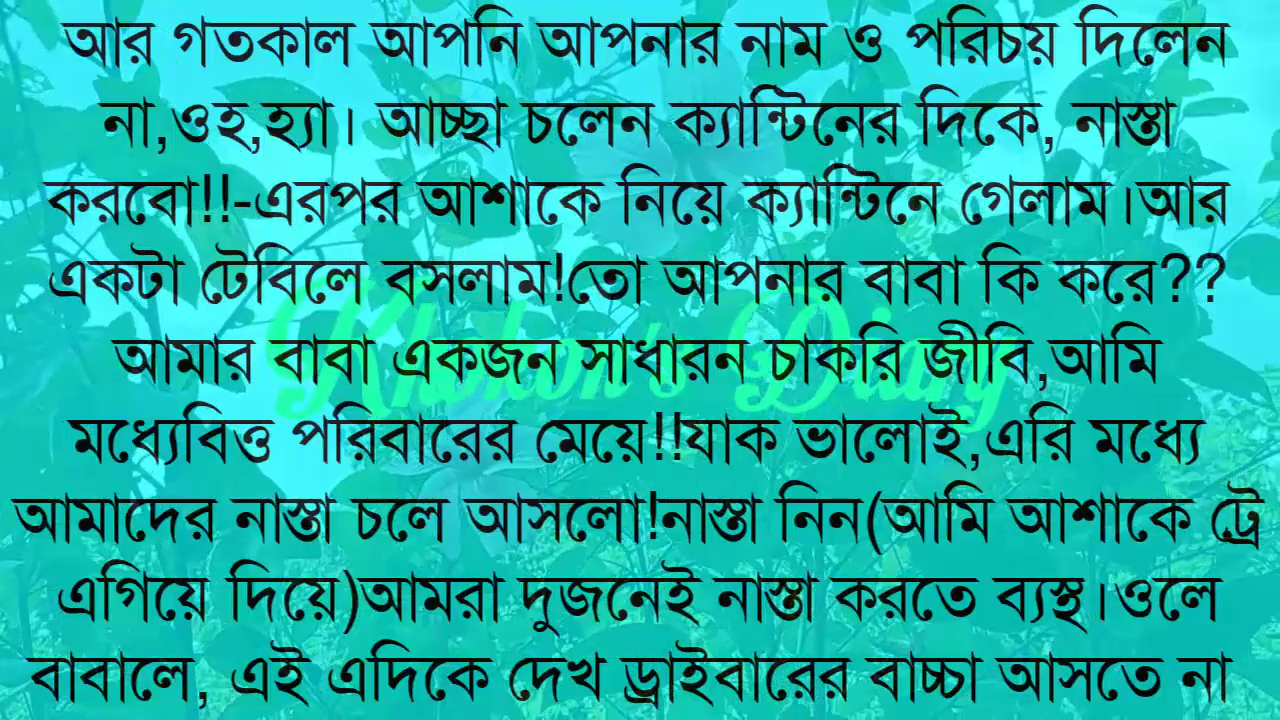 আর গতকাল আপনি আপনার নাম ও পরিচয় দিলেন
না,ওহ,হ্যা। আচ্ছা চলেন ক্যান্টিনের দিকে, নাস্তা
করবো!!-এরপর আশাকে নিয়ে ক্যান্টিনে গেলাম।আর
একটা টেবিলে বসলাম!তো আপনার বাবা কি করে??
আমার বাবা একজন সাধারন চাকরি জীবি,আমি
Khokon's Diary
মধ্যেবিত্ত পরিবারের মেয়ে!!যাক ভালোই,এরি মধ্যে
আমাদের নাস্তা চলে আসলো!নাস্তা নিন(আমি আশাকে ট্রে
এগিয়ে দিয়ে)আমরা দুজনেই নাস্তা করতে ব্যস্থ।ওলে
বাবালে, এই এদিকে দেখ ড্রাইবারের বাচ্চা আসতে না